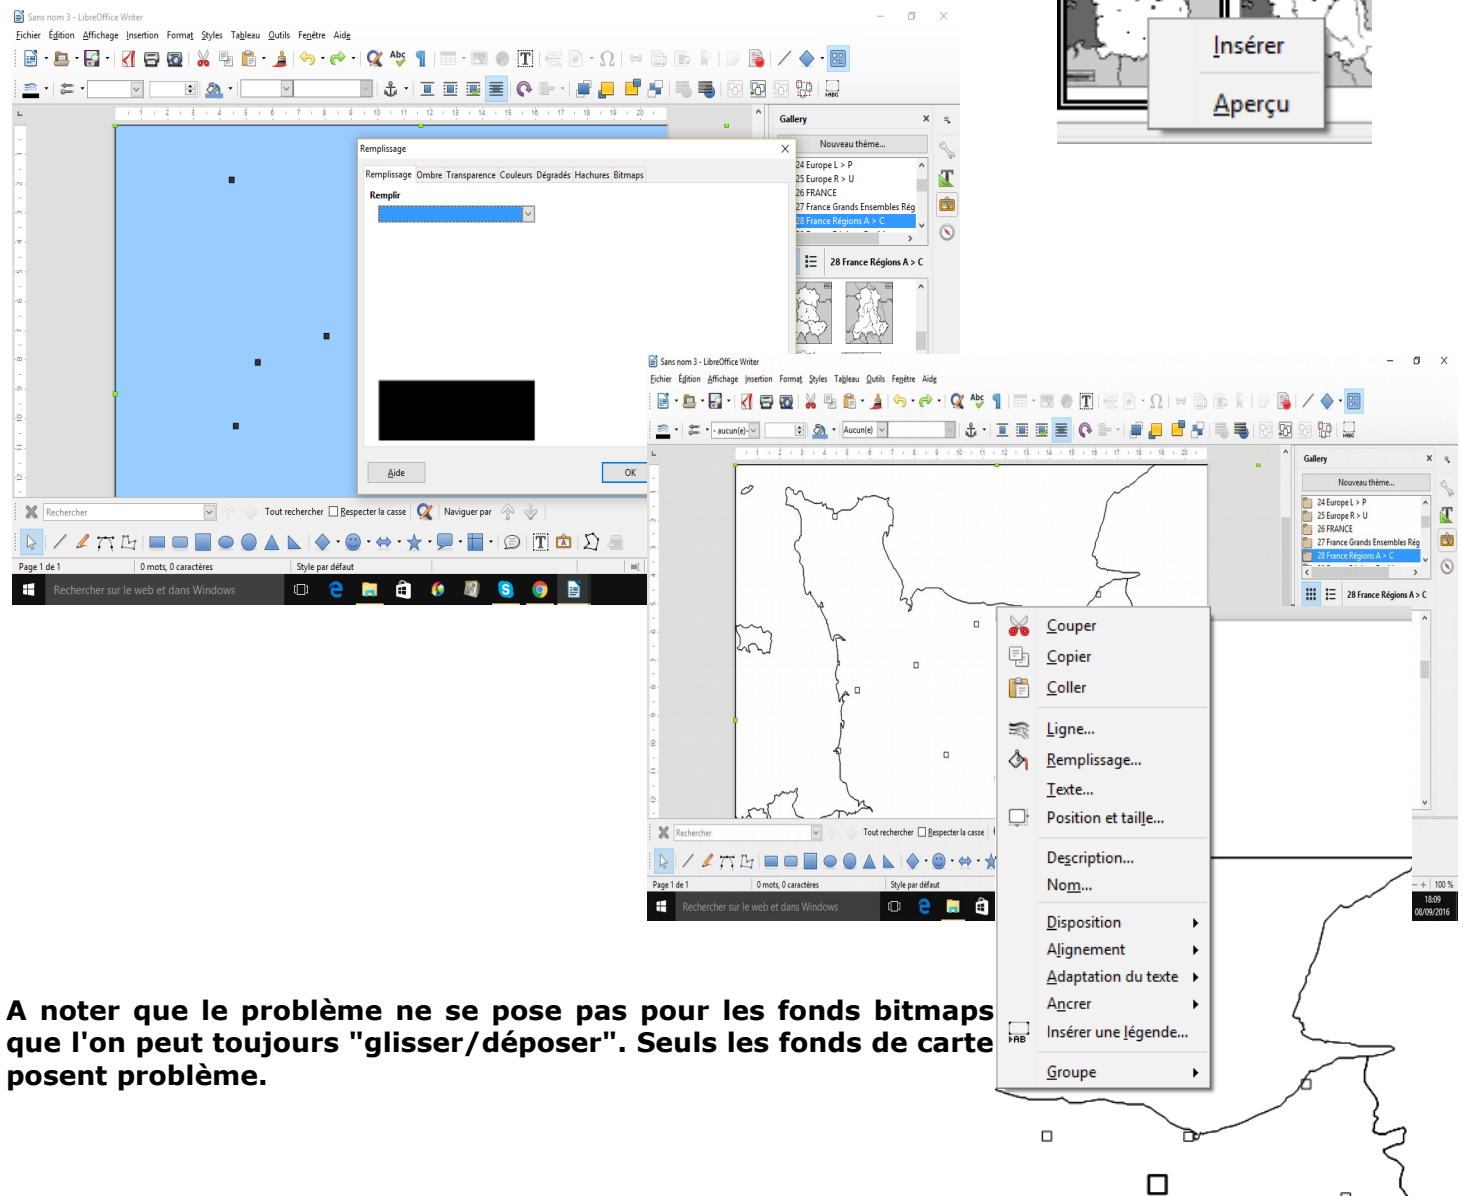 Sans nom 3 - LibreOffice Writer
Fichier Édition Affichage Insertion Format Styles Tableau Outils Fenêtre Aide
Gallery
Nouveau thème...
24 Europe L > P
25 Europe R > U
26 FRANCE
27 France Grands Ensembles Rég
28 France Régions A > C
28 France Régions A > C
Remplissage
Remplissage Ombre Transparence Couleurs Dégradés Hachures Bitmaps
Remplir
Aide OK
Rechercher Tout rechercher Respecter la casse Naviguer par
Page 1 de 1 0 mots, 0 caractères Style par défaut
Rechercher sur le web et dans Windows
Insérer
Aperçu
Sans nom 3 - LibreOffice Writer
Fichier Édition Affichage Insertion Format Styles Tableau Outils Fenêtre Aide
- aucun(e) - Aucun(e)
Gallery
Nouveau thème...
24 Europe L > P
25 Europe R > U
26 FRANCE
27 France Grands Ensembles Rég
28 France Régions A > C
28 France Régions A > C
Couper
Copier
Coller
Ligne...
Remplissage...
Texte...
Position et taille...
Description...
Nom...
Disposition
Alignement
Adaptation du texte
Ancrer
Insérer une légende...
Groupe
Rechercher Tout rechercher Respecter la casse
Page 1 de 1 0 mots, 0 caractères Style par défaut 100 %
Rechercher sur le web et dans Windows
18:09
08/09/2016
A noter que le problème ne se pose pas pour les fonds bitmaps
que l'on peut toujours "glisser/déposer". Seuls les fonds de carte
posent problème.